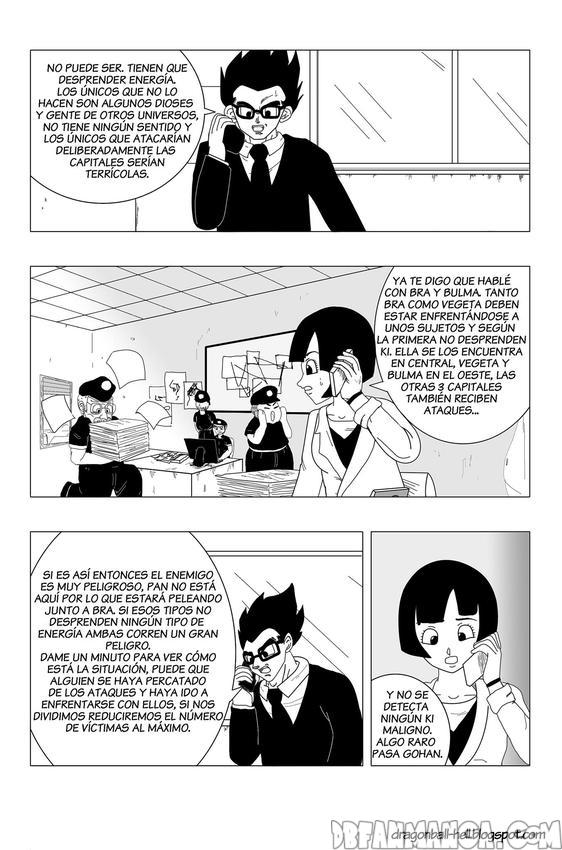 NO PUEDE SER. TIENEN QUE
DESPRENDER ENERGÍA.
LOS ÚNICOS QUE NO LO
HACEN SON ALGUNOS DIOSES
Y GENTE DE OTROS UNIVERSOS,
NO TIENE NINGÚN SENTIDO Y
LOS ÚNICOS QUE ATACARÍAN
DELIBERADAMENTE LAS
CAPITALES SERÍAN
TERRÍCOLAS.
YA TE DIGO QUE HABLÉ
CON BRA Y BULMA. TANTO
BRA COMO VEGETA DEBEN
ESTAR ENFRENTÁNDOSE A
UNOS SUJETOS Y SEGÚN
LA PRIMERA NO DESPRENDEN
KI. ELLA SE LOS ENCUENTRA
EN CENTRAL, VEGETA Y
BULMA EN EL OESTE, LAS
OTRAS 3 CAPITALES
TAMBIÉN RECIBEN
ATAQUES...
SI ES ASÍ ENTONCES EL ENEMIGO
ES MUY PELIGROSO, PAN NO ESTÁ
AQUÍ POR LO QUE ESTARÁ PELEANDO
JUNTO A BRA. SI ESOS TIPOS NO
DESPRENDEN NINGÚN TIPO DE
ENERGÍA AMBAS CORREN UN GRAN
PELIGRO.
DAME UN MINUTO PARA VER CÓMO
ESTÁ LA SITUACIÓN, PUEDE QUE
ALGUIEN SE HAYA PERCATADO
DE LOS ATAQUES Y HAYA IDO A
ENFRENTARSE CON ELLOS, SI NOS
DIVIDIMOS REDUCIREMOS EL NÚMERO
DE VÍCTIMAS AL MÁXIMO.
Y NO SE
DETECTA
NINGÚN KI
MALIGNO.
ALGO RARO
PASA GOHAN.
dragonball-hell.blogspot.com
DBFANMANGA.COM